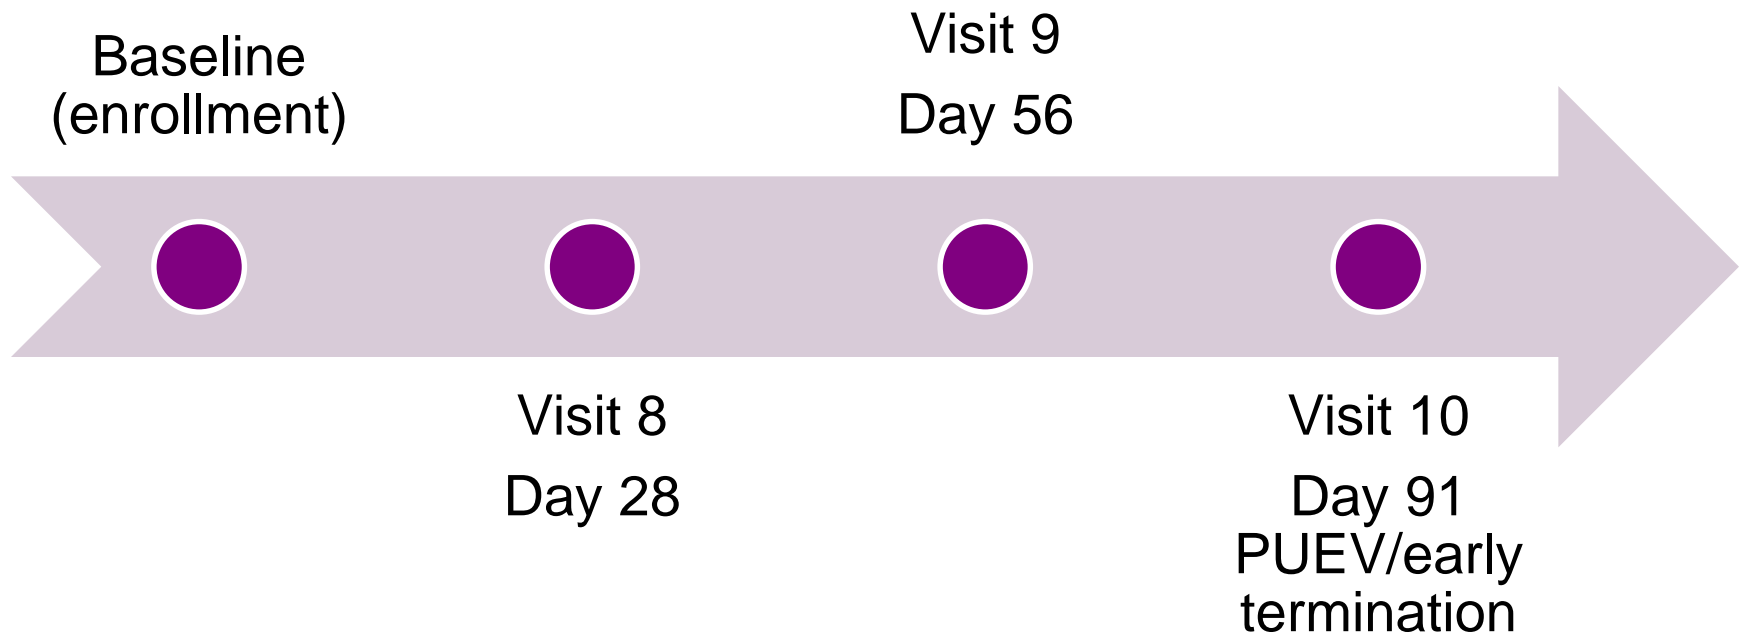 Baseline
(enrollment)
Visit 8
Day 28
Visit 9
Day 56
Visit 10
Day 91
PUEV/early
termination